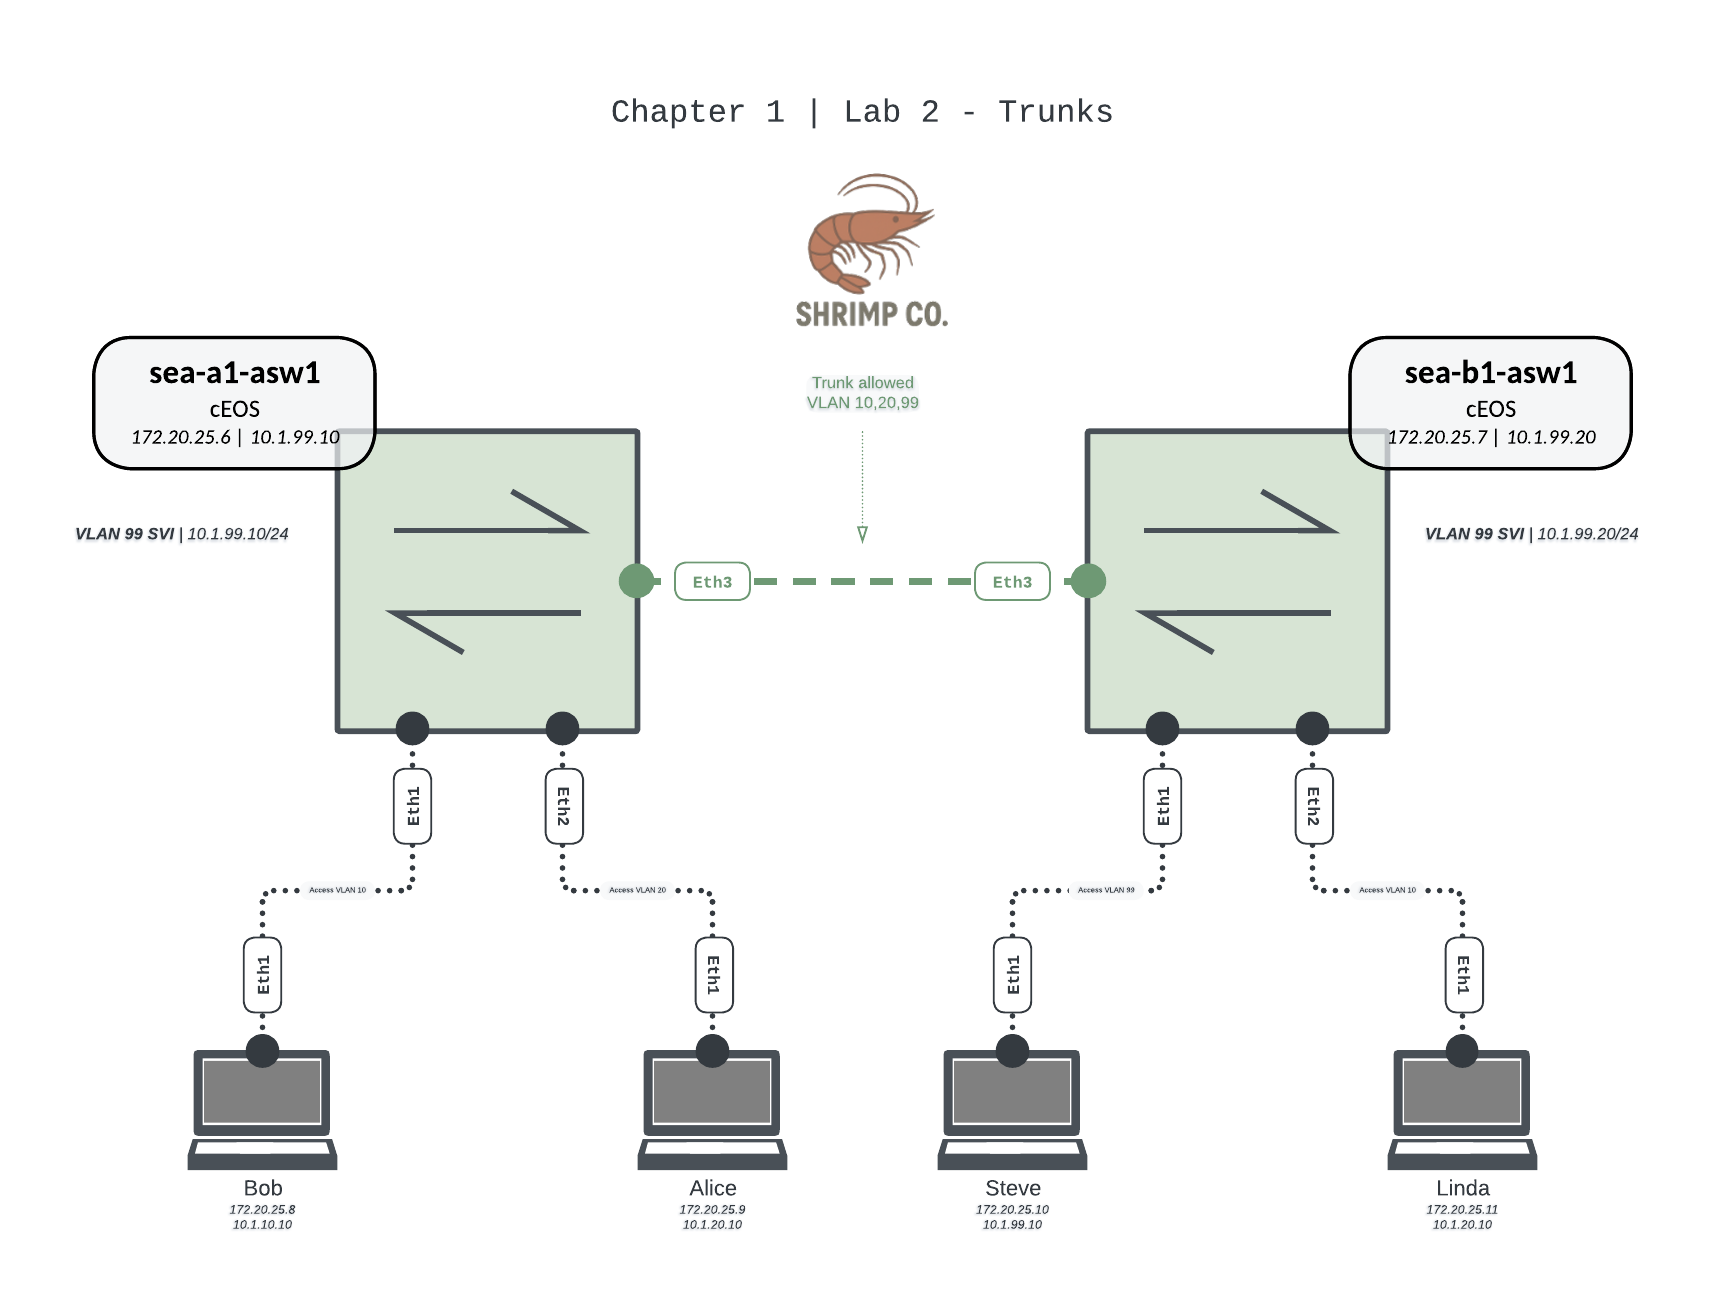 Chapter 1 | Lab 2 - Trunks
SHRIMP CO.
sea-a1-asw1
cEOS
172.20.25.6 | 10.1.99.10
Trunk allowed
VLAN 10,20,99
sea-b1-asw1
cEOS
172.20.25.7 | 10.1.99.20
VLAN 99 SVI | 10.1.99.10/24
VLAN 99 SVI | 10.1.99.20/24
Eth3
Eth3
Eth1
Eth2
Eth1
Eth2
Access VLAN 10
Access VLAN 20
Access VLAN 99
Access VLAN 10
Eth1
Eth1
Eth1
Eth1
Bob
172.20.25.8
10.1.10.10
Alice
172.20.25.9
10.1.20.10
Steve
172.20.25.10
10.1.99.10
Linda
172.20.25.11
10.1.20.10